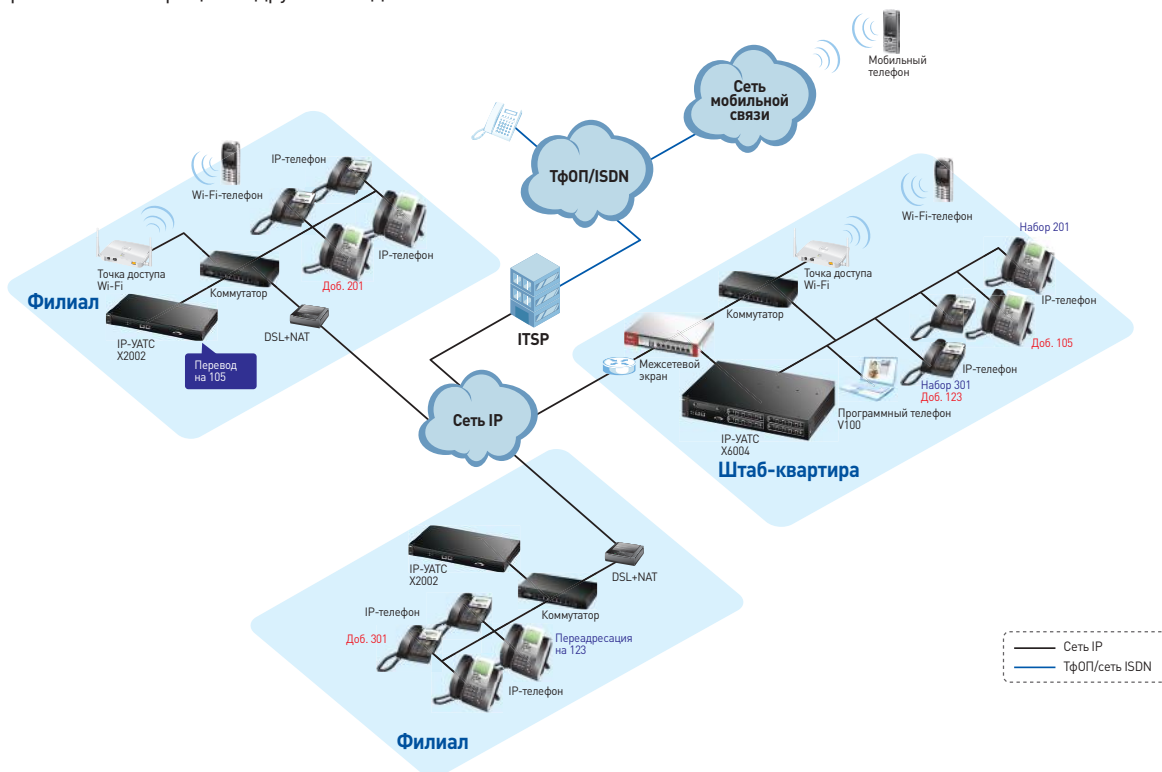 Мобильный
телефон
Сеть
мобильной
связи
ТфОП/ISDN
IP-телефон
Wi-Fi-телефон
IP-телефон
Доб. 201
Точка доступа
Wi-Fi
Коммутатор
Филиал
DSL+NAT
IP-УАТС
X2002
Перевод
на 105
ITSP
Сеть IP
Wi-Fi-телефон
Набор 201
Точка доступа
Wi-Fi
IP-телефон
Коммутатор
Доб. 105
Межсетевой
экран
IP-телефон
Набор 301
Доб. 123
Программный телефон
V100
IP-УАТС
X6004
Штаб-квартира
IP-УАТС
X2002
DSL+NAT
Коммутатор
IP-телефон
Доб. 301
Переадресация
на 123
IP-телефон
Филиал
Сеть IP
ТфОП/сеть ISDN